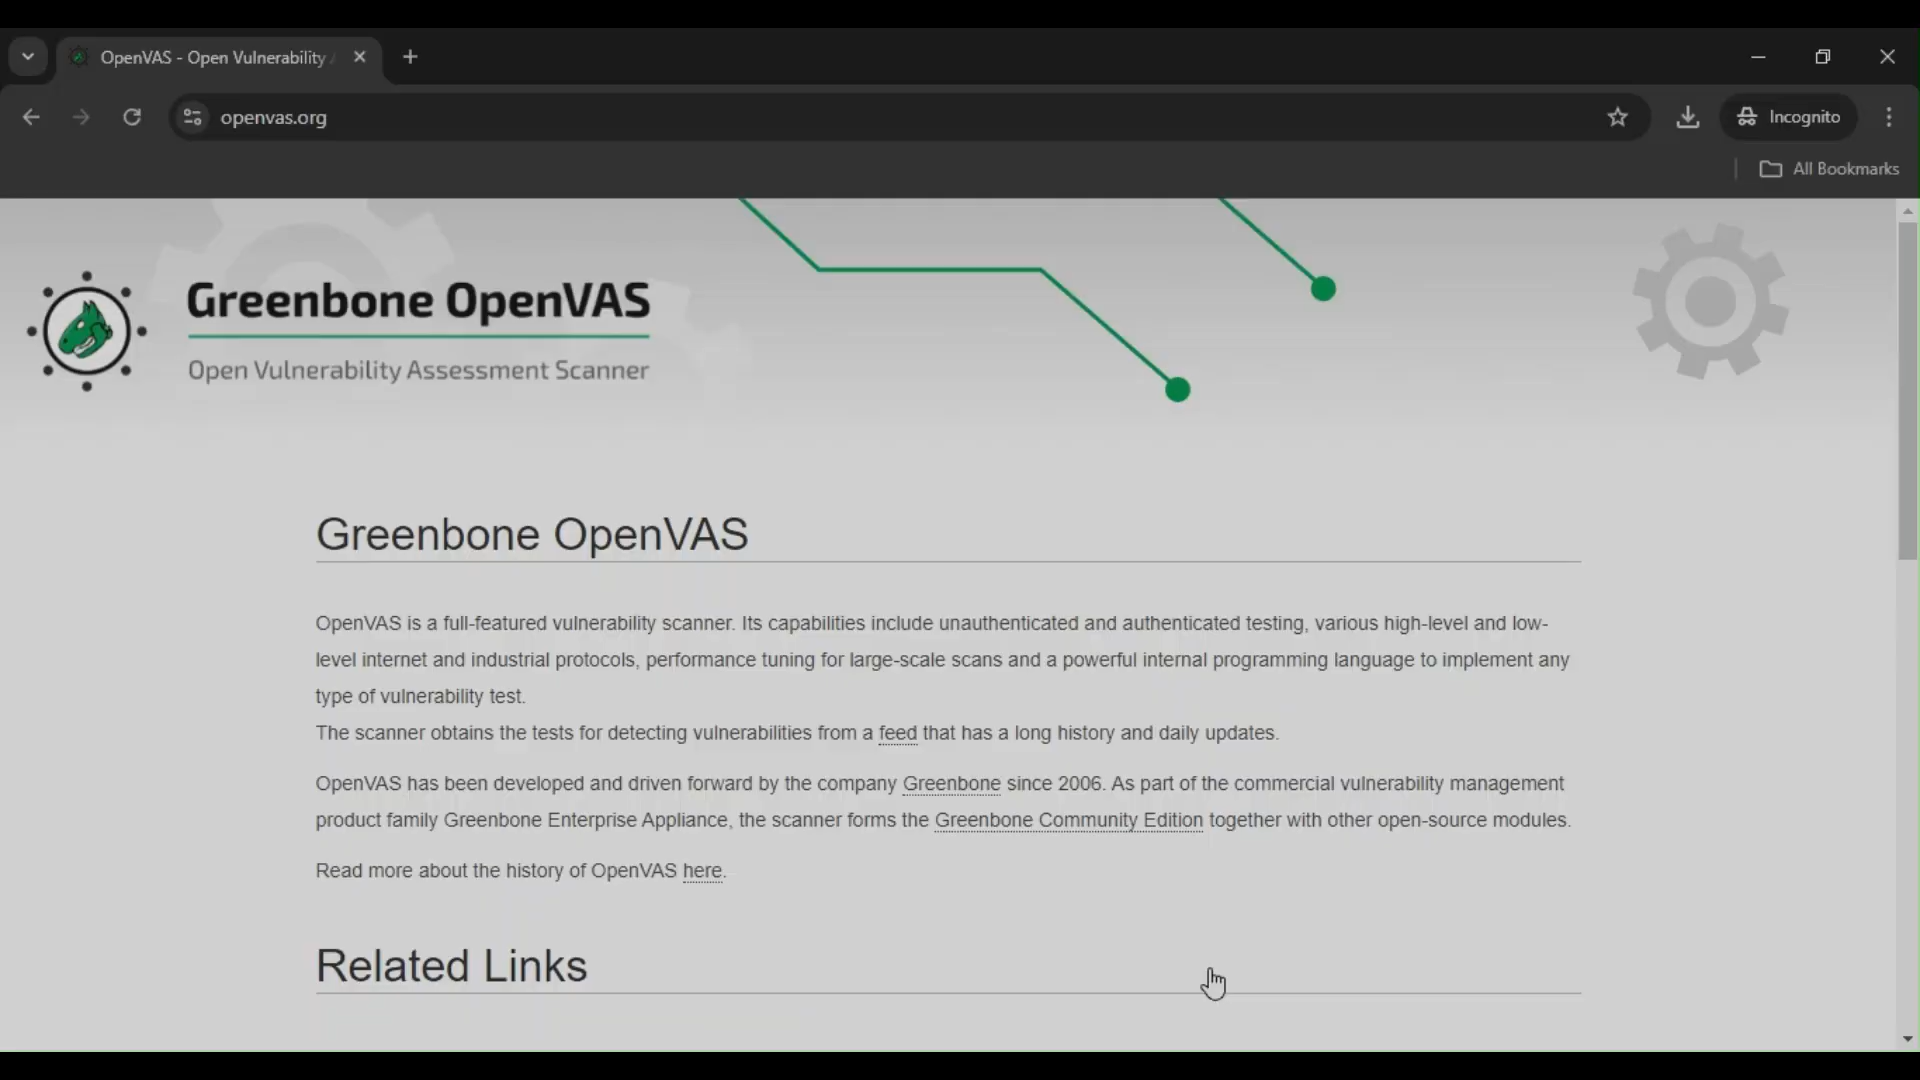 OpenVAS - Open Vulnerability
openvas.org
Incognito
All Bookmarks
Greenbone OpenVAS
Open Vulnerability Assessment Scanner
Greenbone OpenVAS
OpenVAS is a full-featured vulnerability scanner. Its capabilities include unauthenticated and authenticated testing, various high-level and low-
level internet and industrial protocols, performance tuning for large-scale scans and a powerful internal programming language to implement any
type of vulnerability test.
The scanner obtains the tests for detecting vulnerabilities from a feed that has a long history and daily updates.
OpenVAS has been developed and driven forward by the company Greenbone since 2006. As part of the commercial vulnerability management
product family Greenbone Enterprise Appliance, the scanner forms the Greenbone Community Edition together with other open-source modules.
Read more about the history of OpenVAS here.
Related Links